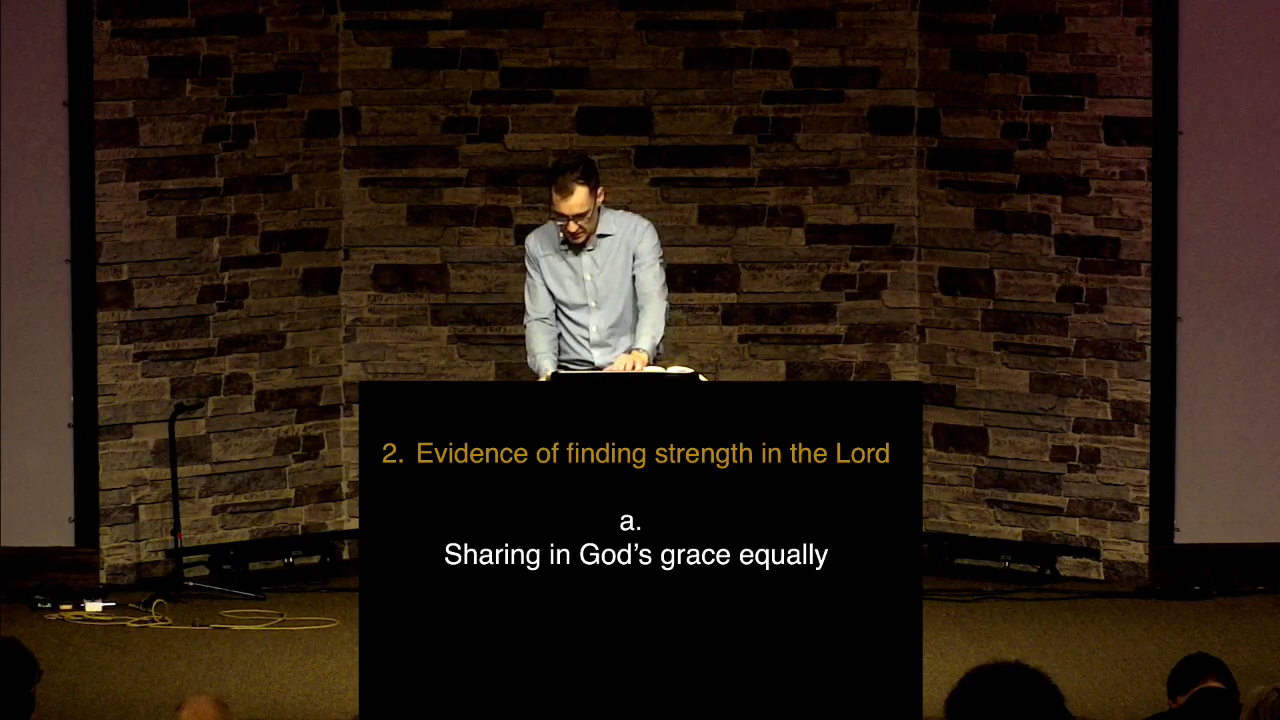 2. Evidence of finding strength in the Lord
a.
Sharing in God’s grace equally